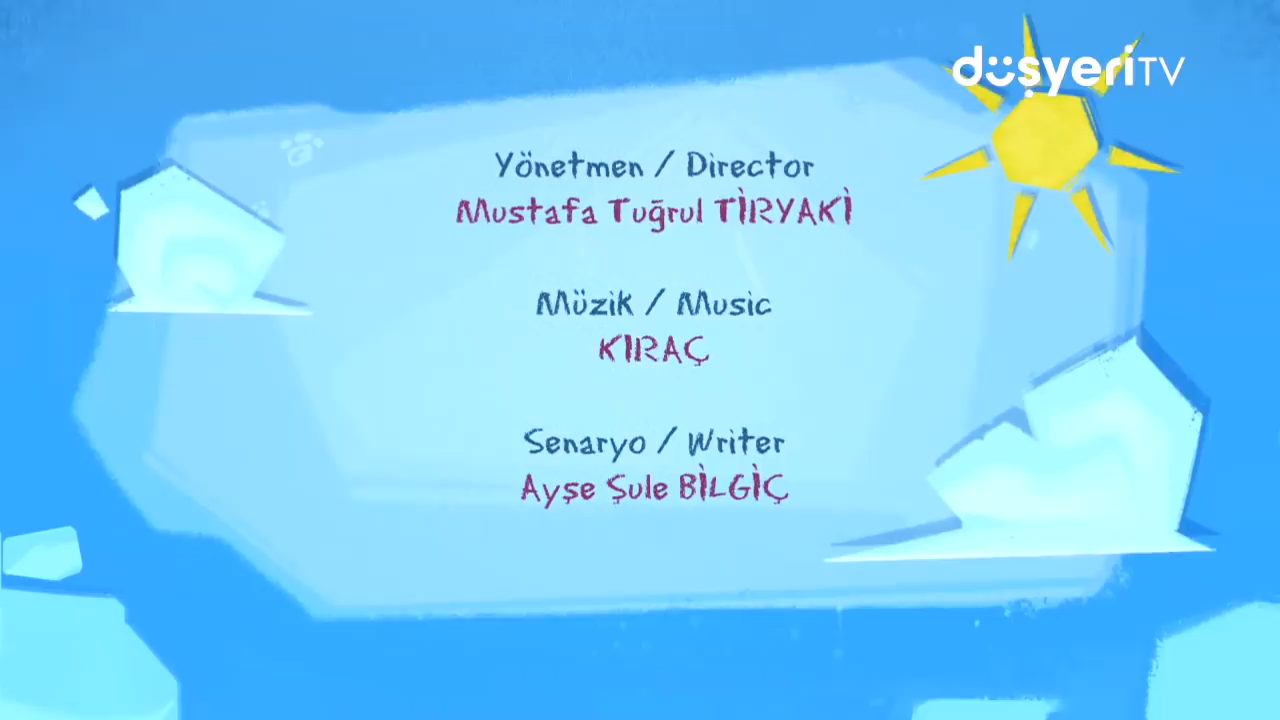 düşyeriTV
Yönetmen / Director
Mustafa Tuğrul TİRYAKİ
Müzik / Music
KIRAÇ
Senaryo / Writer
Ayşe Şule BİLGİÇ